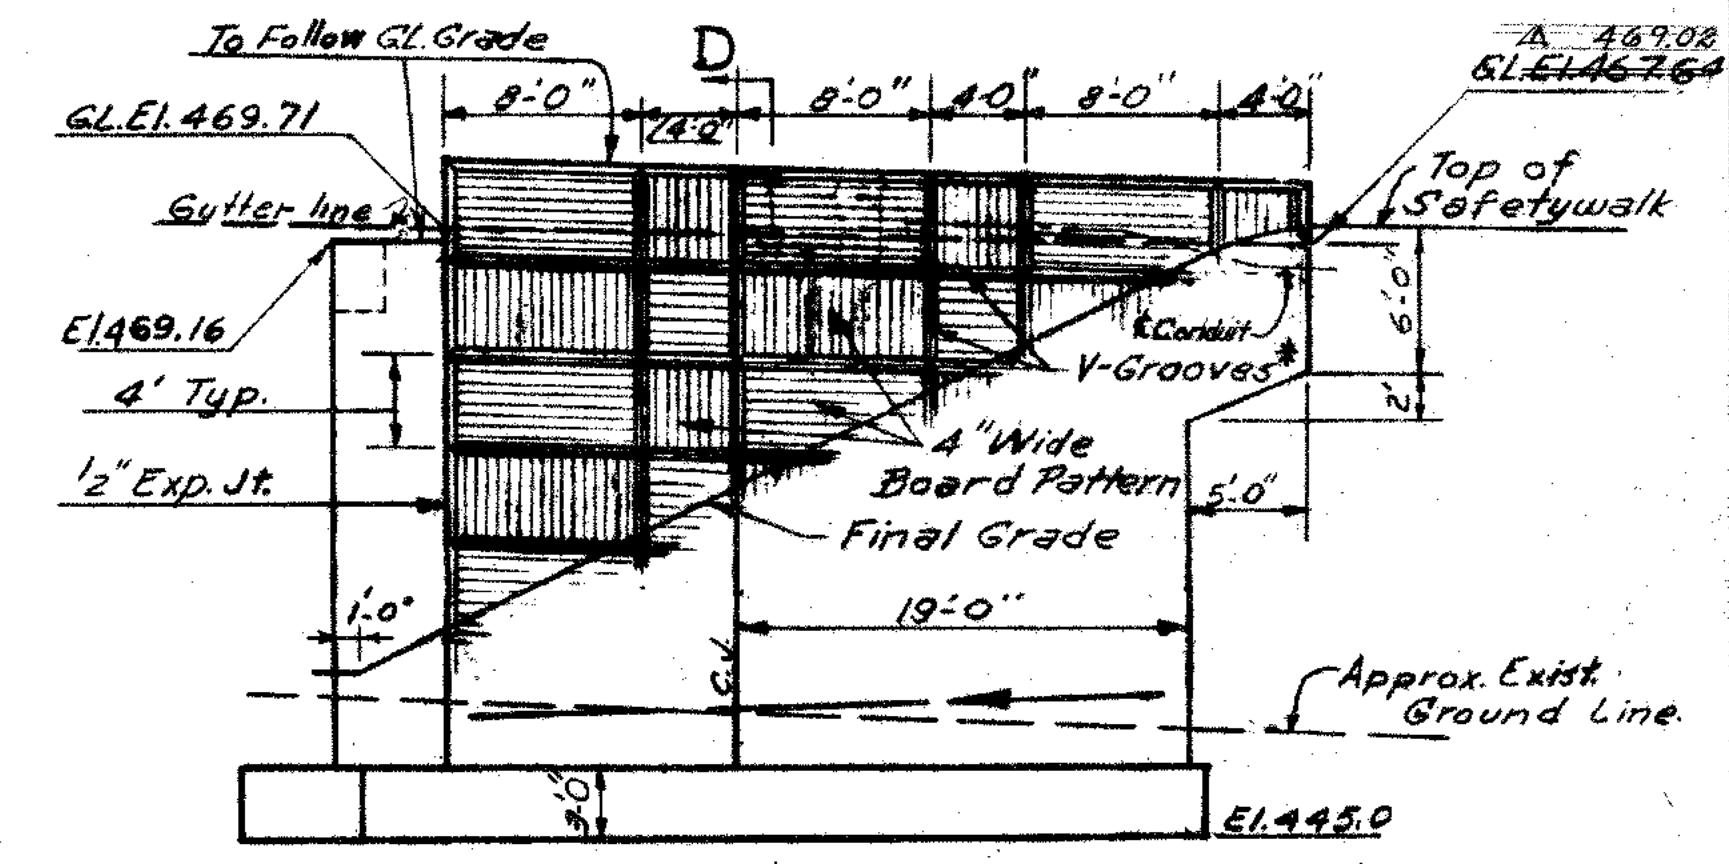 To Follow GL. Grade
D
Δ 469.02
GL.El.467.64
8'-0"
4'-0"
8'-0"
4'-0"
8'-0"
4'-0"
GL.El.469.71
Top of
Safetywalk
Gutter line
El.469.16
6'-0"
℄ Conduit
V-Grooves*
4' Typ.
2'
4" Wide
Board Pattern
1/2" Exp. Jt.
5'-0"
Final Grade
1'-0"
19'-0"
C.J.
Approx. Exist.
Ground Line.
3'-0"
El.445.0